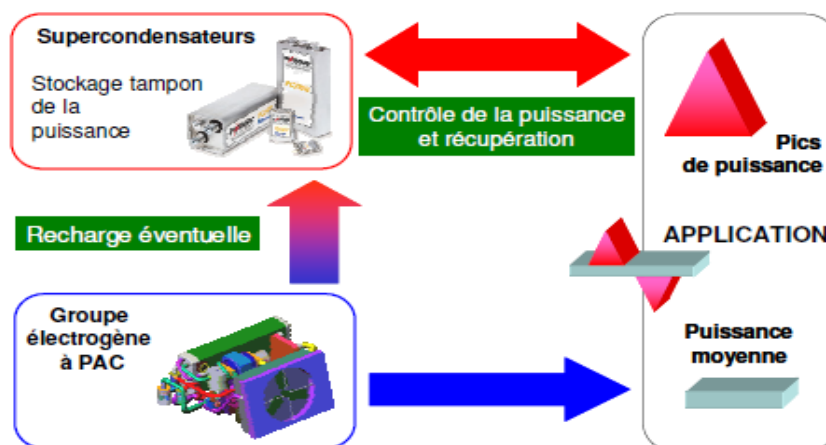 Supercondensateurs
Stockage tampon
de la
puissance
Contrôle de la puissance
et récupération
Pics
de puissance
Recharge éventuelle
APPLICATION
Groupe
électrogène
à PAC
Puissance
moyenne